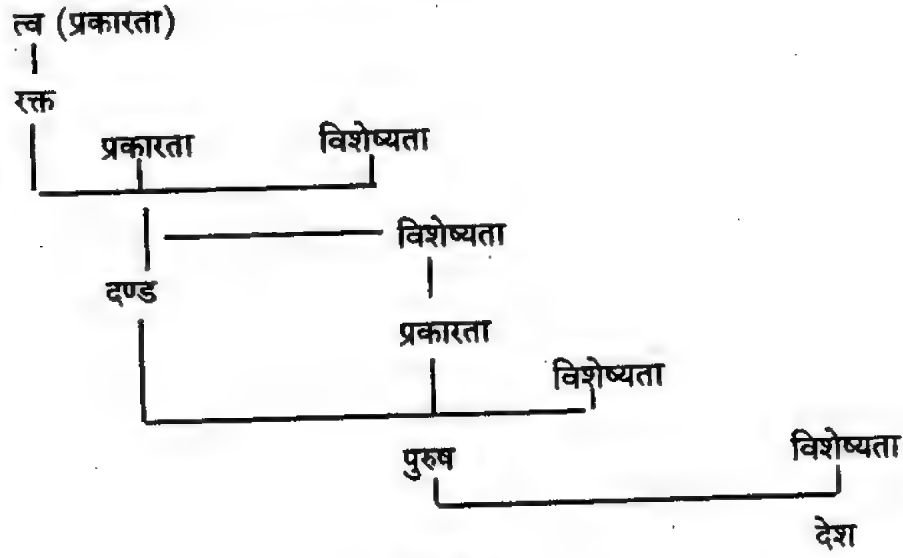 त्व (प्रकारता)
रक्त
प्रकारता विशेष्यता
विशेष्यता
दण्ड
प्रकारता
विशेष्यता
पुरुष विशेष्यता
देश